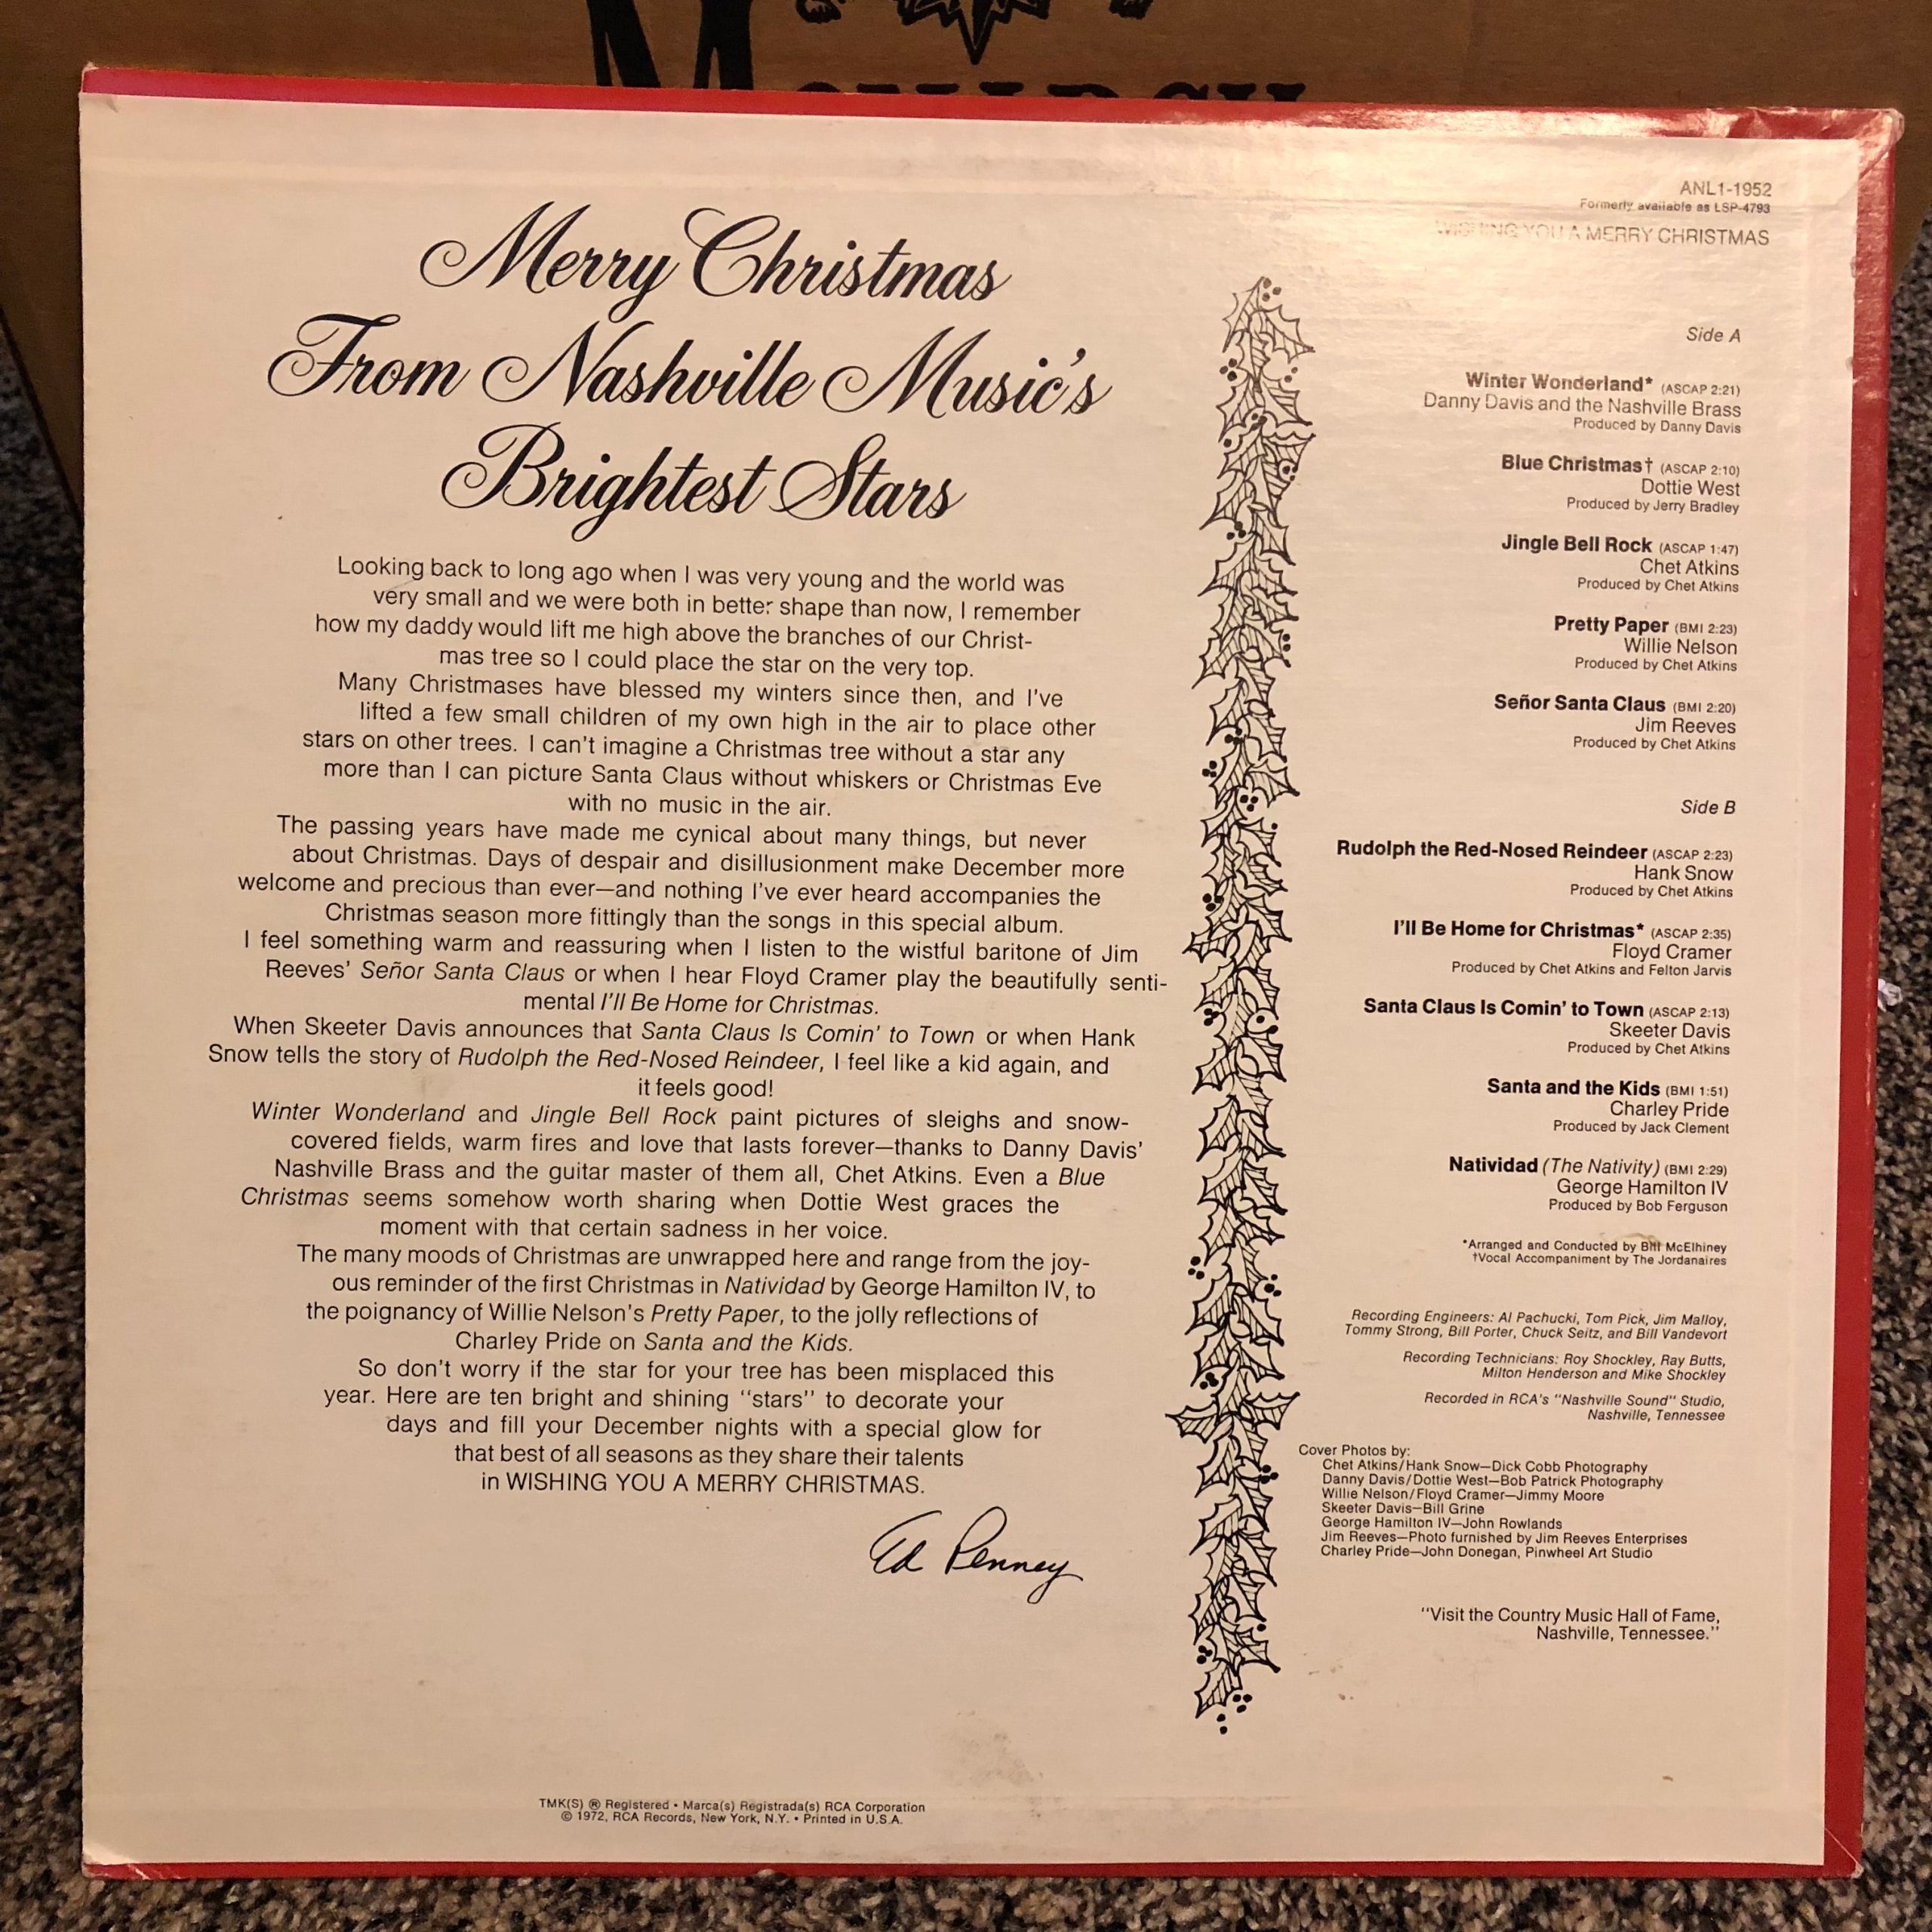 Merry Christmas
From Nashville Music's
Brightest Stars
Looking back to long ago when I was very young and the world was
very small and we were both in better shape than now, I remember
how my daddy would lift me high above the branches of our Christ-
mas tree so I could place the star on the very top.
Many Christmases have blessed my winters since then, and I've
lifted a few small children of my own high in the air to place other
stars on other trees. I can't imagine a Christmas tree without a star any
more than I can picture Santa Claus without whiskers or Christmas Eve
with no music in the air.
The passing years have made me cynical about many things, but never
about Christmas. Days of despair and disillusionment make December more
welcome and precious than ever—and nothing I've ever heard accompanies the
Christmas season more fittingly than the songs in this special album.
I feel something warm and reassuring when I listen to the wistful baritone of Jim
Reeves' Señor Santa Claus or when I hear Floyd Cramer play the beautifully senti-
mental I'll Be Home for Christmas.
When Skeeter Davis announces that Santa Claus Is Comin' to Town or when Hank
Snow tells the story of Rudolph the Red-Nosed Reindeer, I feel like a kid again, and
it feels good!
Winter Wonderland and Jingle Bell Rock paint pictures of sleighs and snow-
covered fields, warm fires and love that lasts forever—thanks to Danny Davis'
Nashville Brass and the guitar master of them all, Chet Atkins. Even a Blue
Christmas seems somehow worth sharing when Dottie West graces the
moment with that certain sadness in her voice.
The many moods of Christmas are unwrapped here and range from the joy-
ous reminder of the first Christmas in Natividad by George Hamilton IV, to
the poignancy of Willie Nelson's Pretty Paper, to the jolly reflections of
Charley Pride on Santa and the Kids.
So don't worry if the star for your tree has been misplaced this
year. Here are ten bright and shining "stars" to decorate your
days and fill your December nights with a special glow for
that best of all seasons as they share their talents
in WISHING YOU A MERRY CHRISTMAS.
Ed Penney
ANL1-1952
Formerly available as LSP-4793
WISHING YOU A MERRY CHRISTMAS
Side A
Winter Wonderland* (ASCAP 2:21)
Danny Davis and the Nashville Brass
Produced by Danny Davis
Blue Christmas† (ASCAP 2:10)
Dottie West
Produced by Jerry Bradley
Jingle Bell Rock (ASCAP 1:47)
Chet Atkins
Produced by Chet Atkins
Pretty Paper (BMI 2:23)
Willie Nelson
Produced by Chet Atkins
Señor Santa Claus (BMI 2:20)
Jim Reeves
Produced by Chet Atkins
Side B
Rudolph the Red-Nosed Reindeer (ASCAP 2:23)
Hank Snow
Produced by Chet Atkins
I'll Be Home for Christmas* (ASCAP 2:35)
Floyd Cramer
Produced by Chet Atkins and Felton Jarvis
Santa Claus Is Comin' to Town (ASCAP 2:13)
Skeeter Davis
Produced by Chet Atkins
Santa and the Kids (BMI 1:51)
Charley Pride
Produced by Jack Clement
Natividad (The Nativity) (BMI 2:29)
George Hamilton IV
Produced by Bob Ferguson
*Arranged and Conducted by Bill McElhiney
†Vocal Accompaniment by The Jordanaires
Recording Engineers: Al Pachucki, Tom Pick, Jim Malloy,
Tommy Strong, Bill Porter, Chuck Seitz, and Bill Vandevort
Recording Technicians: Roy Shockley, Ray Butts,
Milton Henderson and Mike Shockley
Recorded in RCA's "Nashville Sound" Studio,
Nashville, Tennessee
Cover Photos by:
Chet Atkins/Hank Snow—Dick Cobb Photography
Danny Davis/Dottie West—Bob Patrick Photography
Willie Nelson/Floyd Cramer—Jimmy Moore
Skeeter Davis—Bill Grine
George Hamilton IV—John Rowlands
Jim Reeves—Photo furnished by Jim Reeves Enterprises
Charley Pride—John Donegan, Pinwheel Art Studio
"Visit the Country Music Hall of Fame,
Nashville, Tennessee."
TMK(S) ® Registered • Marca(s) Registrada(s) RCA Corporation
© 1972, RCA Records, New York, N.Y. • Printed in U.S.A.